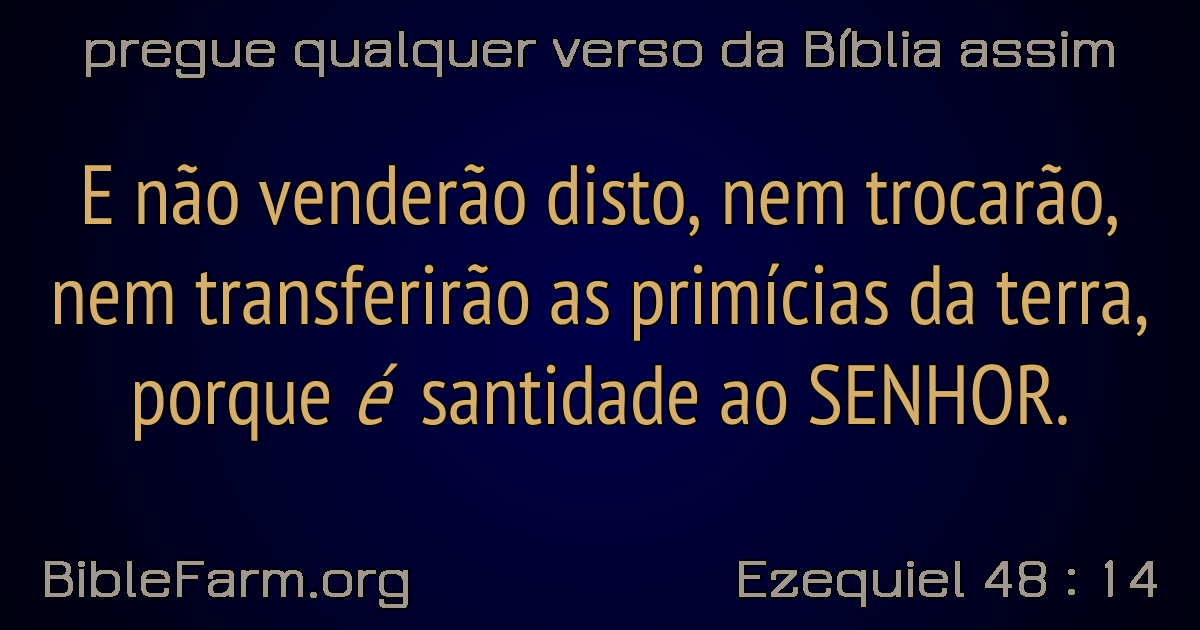 pregue qualquer verso da Bíblia assim
E não venderão disto, nem trocarão,
nem transferirão as primícias da terra,
porque é santidade ao SENHOR.
BibleFarm.org
Ezequiel 48 : 14